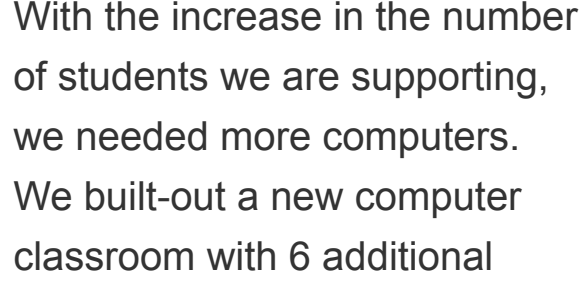 With the increase in the number
of students we are supporting,
we needed more computers.
We built-out a new computer
classroom with 6 additional